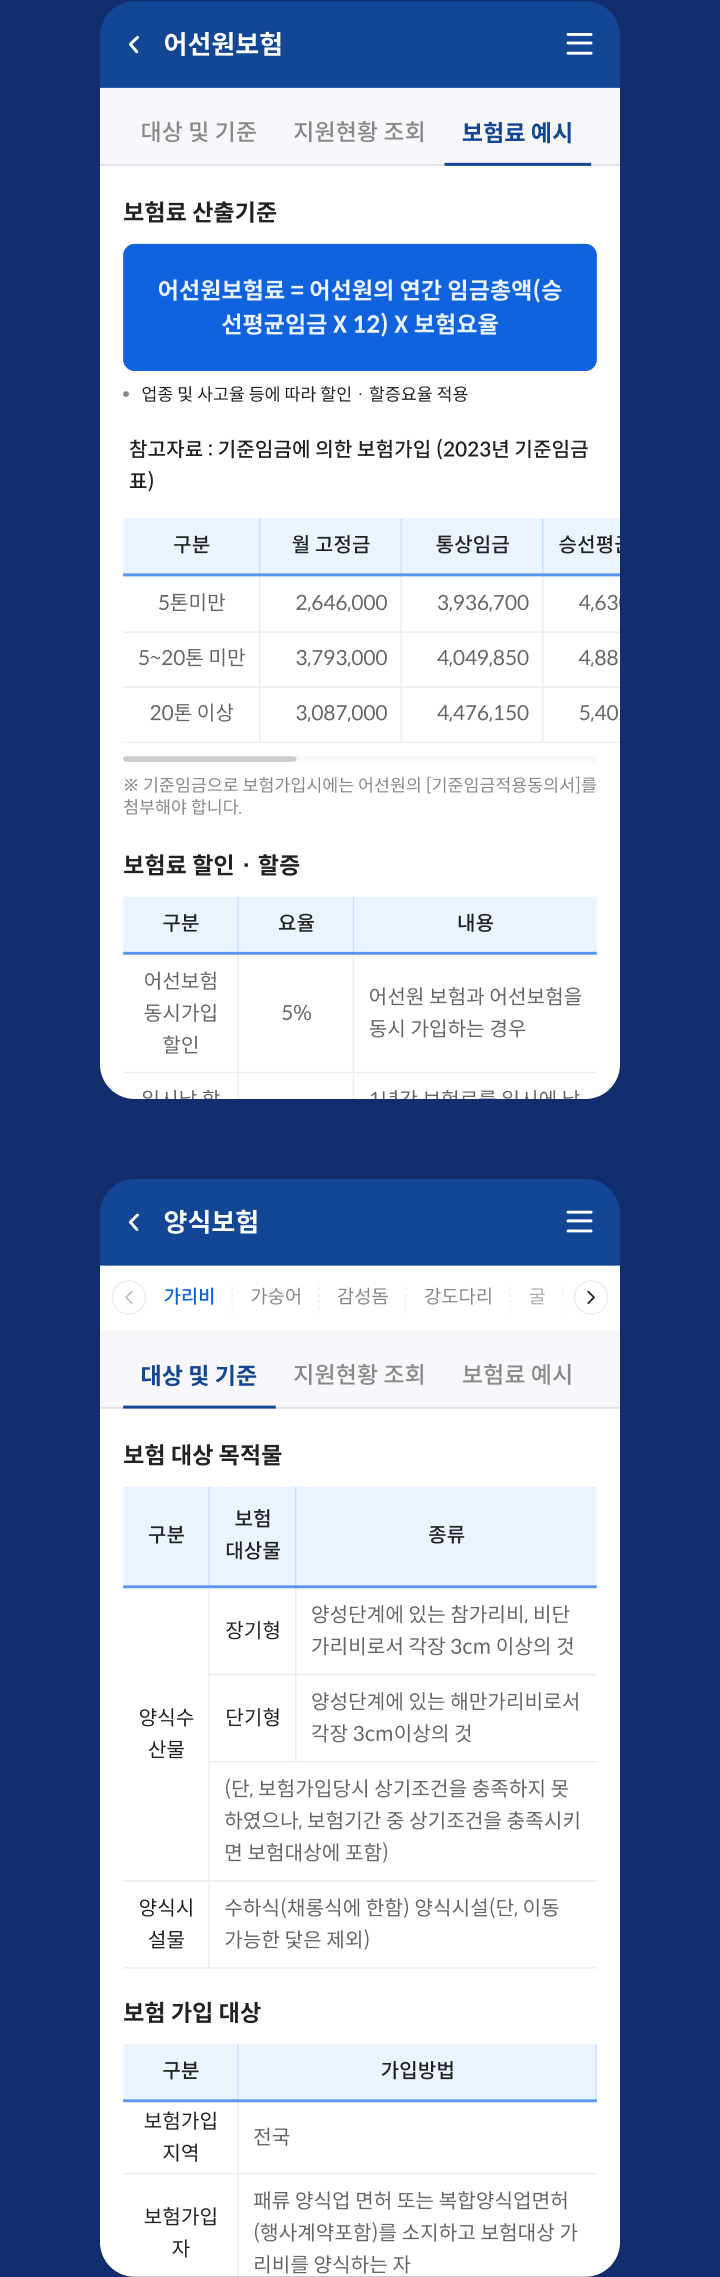 어선원보험
대상 및 기준 지원현황 조회 보험료 예시
보험료 산출기준
어선원보험료 = 어선원의 연간 임금총액(승
선평균임금 X 12) X 보험요율
• 업종 및 사고율 등에 따라 할인 · 할증요율 적용
참고자료 : 기준임금에 의한 보험가입 (2023년 기준임금
표)
구분 월 고정금 통상임금
5톤미만 2,646,000 3,936,700
5~20톤 미만 3,793,000 4,049,850
20톤 이상 3,087,000 4,476,150
※ 기준임금으로 보험가입시에는 어선원의 [기준임금적용동의서]를
첨부해야 합니다.
보험료 할인 · 할증
구분 요율 내용
어선보험
동시가입
할인
5%
어선원 보험과 어선보험을
동시 가입하는 경우
양식보험
가리비 가숭어 감성돔 강도다리 굴
대상 및 기준 지원현황 조회 보험료 예시
보험 대상 목적물
구분
보험
대상물
종류
양식수
산물
장기형
양성단계에 있는 참가리비, 비단
가리비로서 각장 3cm 이상의 것
단기형
양성단계에 있는 해만가리비로서
각장 3cm이상의 것
(단, 보험가입당시 상기조건을 충족하지 못
하였으나, 보험기간 중 상기조건을 충족시키
면 보험대상에 포함)
양식시
설물
수하식(채롱식에 한함) 양식시설(단, 이동
가능한 닻은 제외)
보험 가입 대상
구분 가입방법
보험가입
지역
전국
보험가입
자
패류 양식업 면허 또는 복합양식업면허
(행사계약포함)를 소지하고 보험대상 가
리비를 양식하는 자